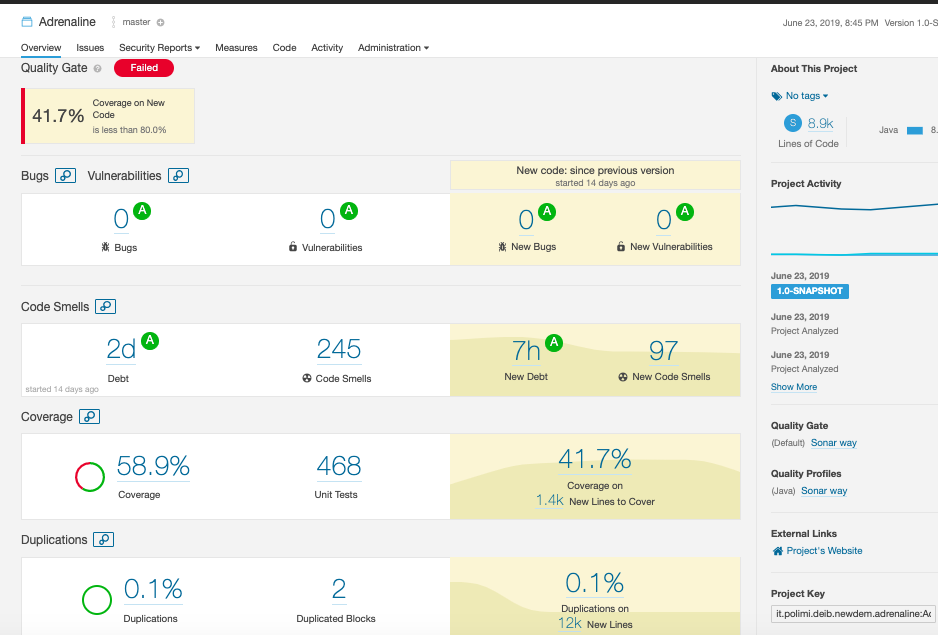 Adrenaline master
June 23, 2019, 8:45 PM Version 1.0-S
Overview Issues Security Reports Measures Code Activity Administration
Quality Gate Failed
41.7% Coverage on New
Code
is less than 80.0%
Bugs Vulnerabilities
New code: since previous version
started 14 days ago
0 A 0 A 0 A 0 A
Bugs Vulnerabilities New Bugs New Vulnerabilities
Code Smells
2d A 245 7h A 97
Debt Code Smells New Debt New Code Smells
started 14 days ago
Coverage
58.9% 468 41.7%
Coverage Unit Tests Coverage on
1.4k New Lines to Cover
Duplications
0.1% 2 0.1%
Duplications Duplicated Blocks Duplications on
12k New Lines
About This Project
No tags
S 8.9k Java 8.
Lines of Code
Project Activity
June 23, 2019
1.0-SNAPSHOT
June 23, 2019
Project Analyzed
June 23, 2019
Project Analyzed
Show More
Quality Gate
(Default) Sonar way
Quality Profiles
(Java) Sonar way
External Links
Project's Website
Project Key
it.polimi.deib.newdem.adrenaline:Ad